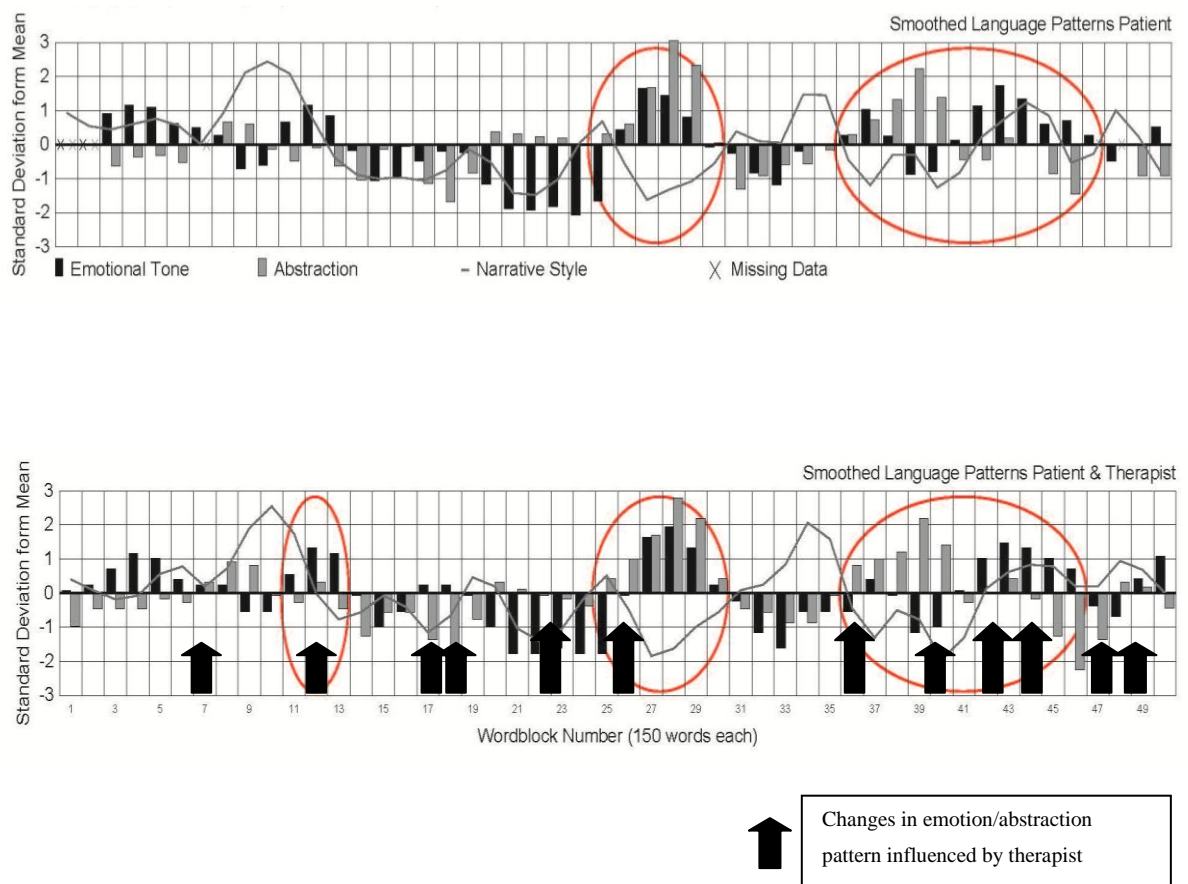 Smoothed Language Patterns Patient
Standard Deviation form Mean
3
2
1
0
-1
-2
-3
Emotional Tone Abstraction Narrative Style Missing Data
Smoothed Language Patterns Patient & Therapist
Standard Deviation form Mean
3
2
1
0
-1
-2
-3
1 3 5 7 9 11 13 15 17 19 21 23 25 27 29 31 33 35 37 39 41 43 45 47 49
Wordblock Number (150 words each)
Changes in emotion/abstraction
pattern influenced by therapist